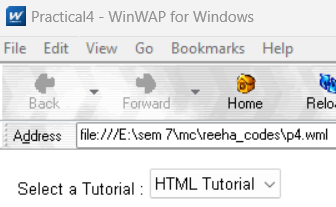 Practical4 - WinWAP for Windows
File Edit View Go Bookmarks Help
Back Forward Home
Address file:///E:\sem 7\mc\reeha_codes\p4.wml
Select a Tutorial : HTML Tutorial